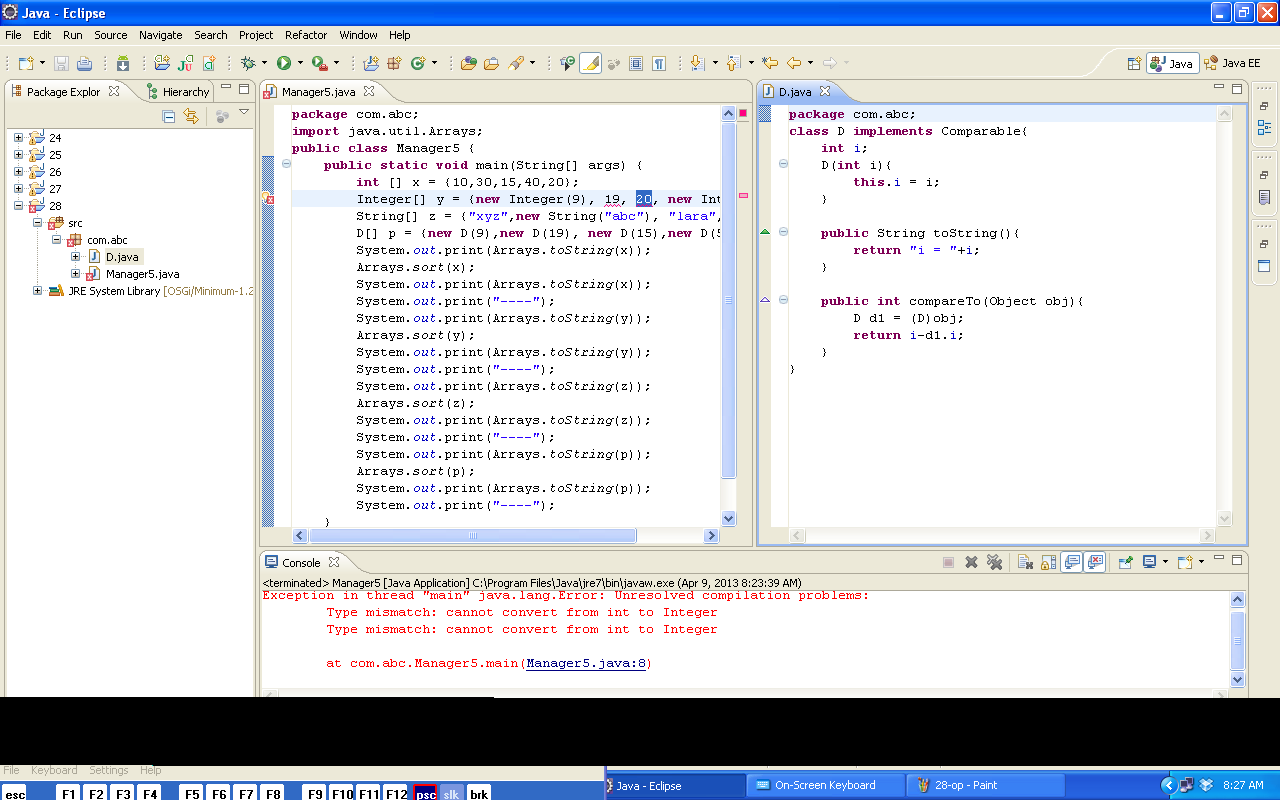 Java - Eclipse
File Edit Run Source Navigate Search Project Refactor Window Help
Java Java EE
Package Explor Hierarchy
24
25
26
27
28
src
com.abc
D.java
Manager5.java
JRE System Library [OSGi/Minimum-1.2
Manager5.java
package com.abc;
import java.util.Arrays;
public class Manager5 {
public static void main(String[] args) {
int [] x = {10,30,15,40,20};
Integer[] y = {new Integer(9), 19, 20, new Int
String[] z = {"xyz",new String("abc"), "lara",
D[] p = {new D(9),new D(19), new D(15),new D(5
System.out.print(Arrays.toString(x));
Arrays.sort(x);
System.out.print(Arrays.toString(x));
System.out.print("----");
System.out.print(Arrays.toString(y));
Arrays.sort(y);
System.out.print(Arrays.toString(y));
System.out.print("----");
System.out.print(Arrays.toString(z));
Arrays.sort(z);
System.out.print(Arrays.toString(z));
System.out.print("----");
System.out.print(Arrays.toString(p));
Arrays.sort(p);
System.out.print(Arrays.toString(p));
System.out.print("----");
}
D.java
package com.abc;
class D implements Comparable{
int i;
D(int i){
this.i = i;
}
public String toString(){
return "i = "+i;
}
public int compareTo(Object obj){
D d1 = (D)obj;
return i-d1.i;
}
}
Console
<terminated> Manager5 [Java Application] C:\Program Files\Java\jre7\bin\javaw.exe (Apr 9, 2013 8:23:39 AM)
Exception in thread "main" java.lang.Error: Unresolved compilation problems:
Type mismatch: cannot convert from int to Integer
Type mismatch: cannot convert from int to Integer
at com.abc.Manager5.main(Manager5.java:8)
File Keyboard Settings Help
esc F1 F2 F3 F4 F5 F6 F7 F9 F10 F11 F12 psc slk brk
Java - Eclipse On-Screen Keyboard 28-op - Paint 8:27 AM